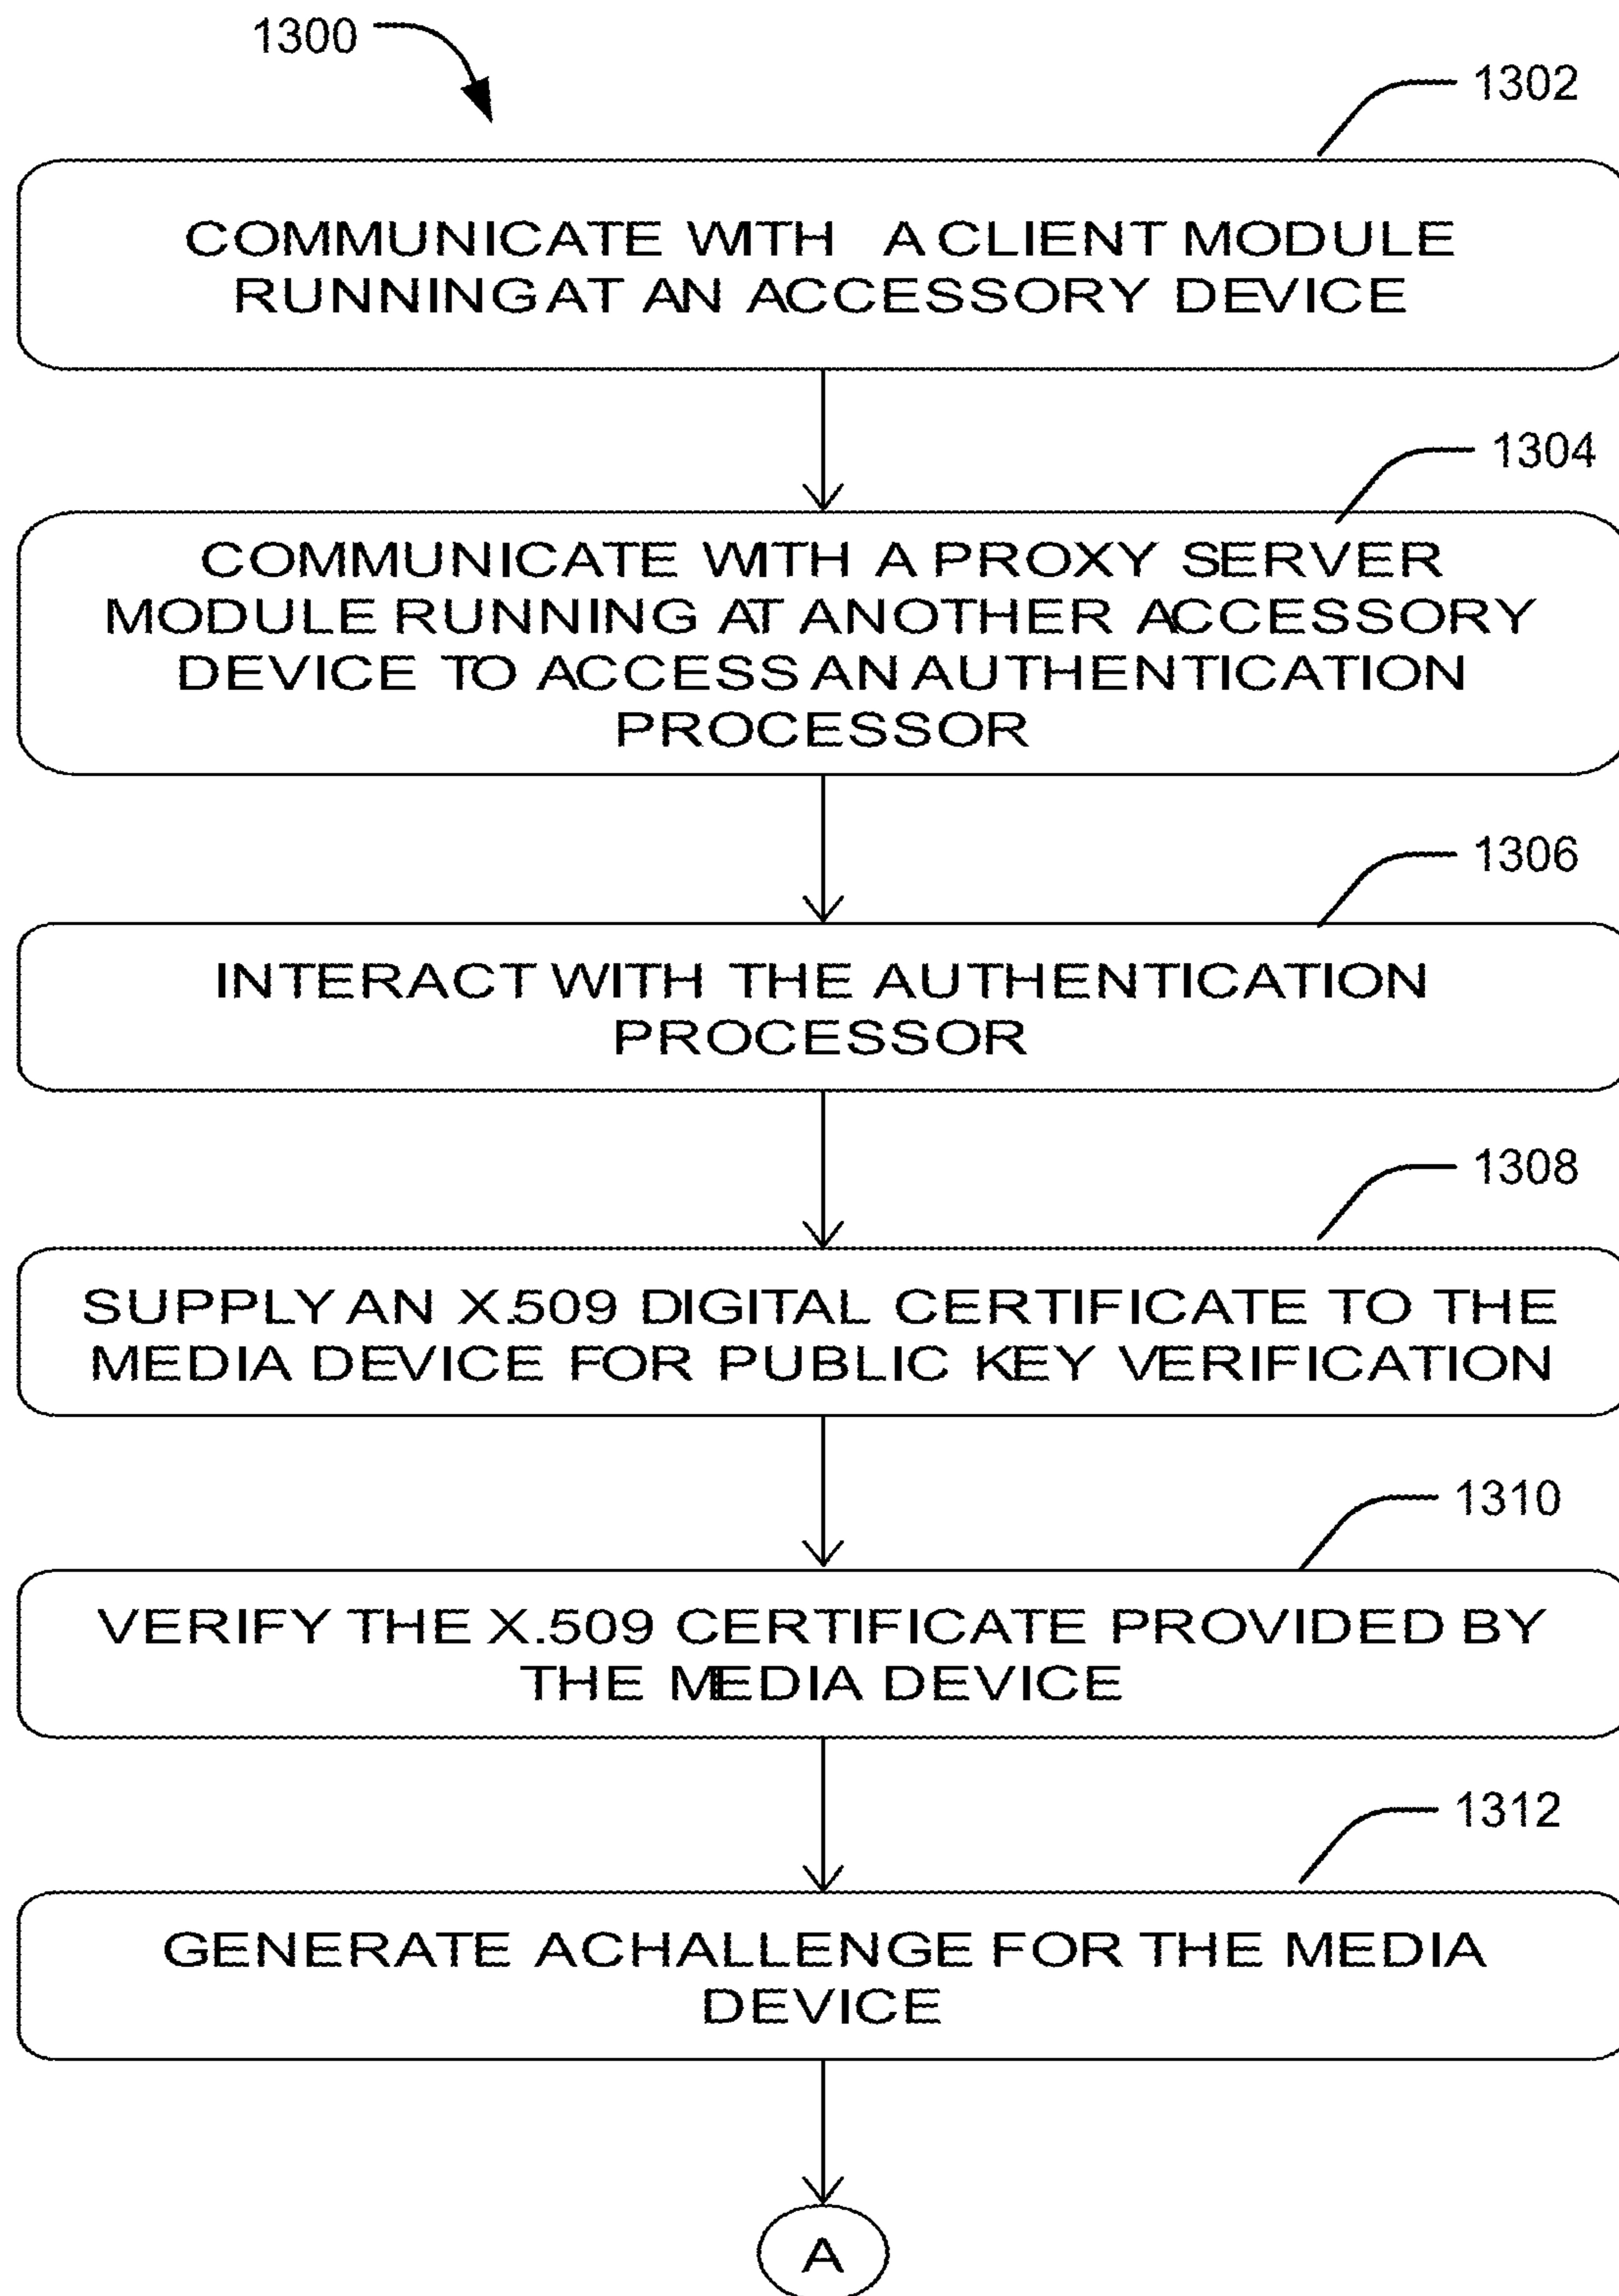 1300
1302
COMMUNICATE WITH A CLIENT MODULE
RUNNING AT AN ACCESSORY DEVICE
1304
COMMUNICATE WITH A PROXY SERVER
MODULE RUNNING AT ANOTHER ACCESSORY
DEVICE TO ACCESS AN AUTHENTICATION
PROCESSOR
1306
INTERACT WITH THE AUTHENTICATION
PROCESSOR
1308
SUPPLY AN X.509 DIGITAL CERTIFICATE TO THE
MEDIA DEVICE FOR PUBLIC KEY VERIFICATION
1310
VERIFY THE X.509 CERTIFICATE PROVIDED BY
THE MEDIA DEVICE
1312
GENERATE A CHALLENGE FOR THE MEDIA
DEVICE
A